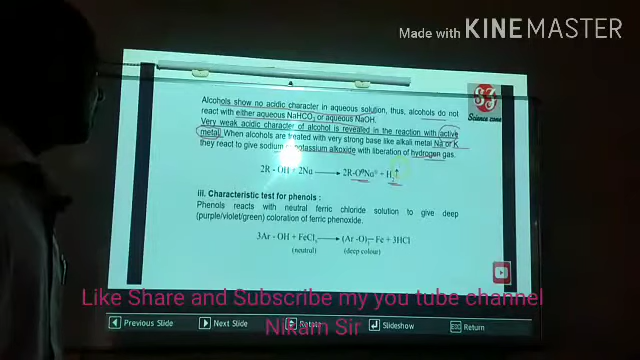 Made with KINEMASTER
SJ
Science.com
Alcohols show no acidic character in aqueous solution, thus, alcohols do not
react with either aqueous NaHCO₃ or aqueous NaOH.
Very weak acidic character of alcohol is revealed in the reaction with active
metal. When alcohols are treated with very strong base like alkali metal Na or K
they react to give sodium or potassium alkoxide with liberation of hydrogen gas.
2R - OH + 2Na ⟶ 2R-O⊖Na⊕ + H₂↑
iii. Characteristic test for phenols :
Phenols reacts with neutral ferric chloride solution to give deep
(purple/violet/green) coloration of ferric phenoxide.
3Ar - OH + FeCl₃ ⟶ (Ar -O)₃–Fe + 3HCl
(neutral) (deep colour)
Like Share and Subscribe my you tube channel
Nikam Sir
Previous Slide Next Slide Rotate Slideshow ESC Return